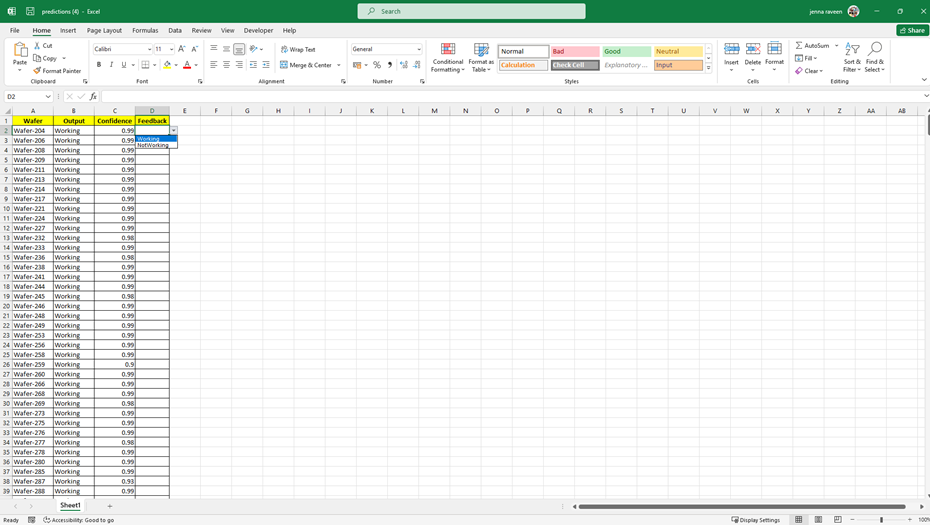 predictions (4) - Excel
Search
jenna raveen
File Home Insert Page Layout Formulas Data Review View Developer Help
Share
Paste
Cut
Copy
Format Painter
Clipboard
Calibri 11
B I U
Font
Wrap Text
Merge & Center
Alignment
General
Number
Conditional Formatting
Format as Table
Normal Bad Good Neutral
Calculation Check Cell Explanatory ... Input
Styles
Insert Delete Format
Cells
AutoSum
Fill
Clear
Sort & Filter
Find & Select
Editing
D2
fx
A B C D E F G H I J K L M N O P Q R S T U V W X Y Z AA AB
1 Wafer Output Confidence Feedback
2 Wafer-204 Working 0.99
Working
NotWorking
3 Wafer-206 Working 0.99
4 Wafer-208 Working 0.99
5 Wafer-209 Working 0.99
6 Wafer-211 Working 0.99
7 Wafer-213 Working 0.99
8 Wafer-214 Working 0.99
9 Wafer-217 Working 0.99
10 Wafer-221 Working 0.99
11 Wafer-224 Working 0.99
12 Wafer-227 Working 0.99
13 Wafer-232 Working 0.98
14 Wafer-233 Working 0.99
15 Wafer-236 Working 0.98
16 Wafer-238 Working 0.99
17 Wafer-241 Working 0.99
18 Wafer-244 Working 0.99
19 Wafer-245 Working 0.98
20 Wafer-246 Working 0.99
21 Wafer-248 Working 0.99
22 Wafer-249 Working 0.99
23 Wafer-253 Working 0.99
24 Wafer-256 Working 0.99
25 Wafer-258 Working 0.99
26 Wafer-259 Working 0.9
27 Wafer-260 Working 0.99
28 Wafer-266 Working 0.99
29 Wafer-268 Working 0.99
30 Wafer-269 Working 0.98
31 Wafer-273 Working 0.99
32 Wafer-275 Working 0.99
33 Wafer-276 Working 0.99
34 Wafer-277 Working 0.98
35 Wafer-278 Working 0.99
36 Wafer-280 Working 0.99
37 Wafer-285 Working 0.99
38 Wafer-287 Working 0.93
39 Wafer-288 Working 0.99
Sheet1
Ready
Accessibility: Good to go
Display Settings
100%